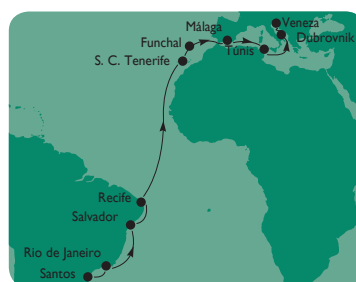 Veneza
Málaga
Dubrovnik
Funchal
Túnis
S. C. Tenerife
Recife
Salvador
Rio de Janeiro
Santos